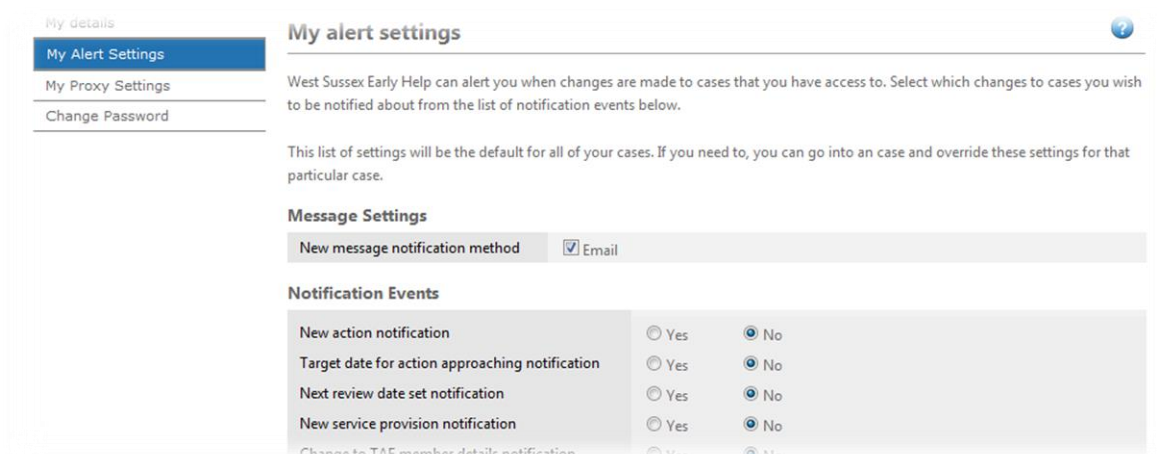 My details
My Alert Settings
My Proxy Settings
Change Password
My alert settings
?
West Sussex Early Help can alert you when changes are made to cases that you have access to. Select which changes to cases you wish
to be notified about from the list of notification events below.
This list of settings will be the default for all of your cases. If you need to, you can go into an case and override these settings for that
particular case.
Message Settings
New message notification method Email
Notification Events
New action notification Yes No
Target date for action approaching notification Yes No
Next review date set notification Yes No
New service provision notification Yes No
Change to TAF member details notification